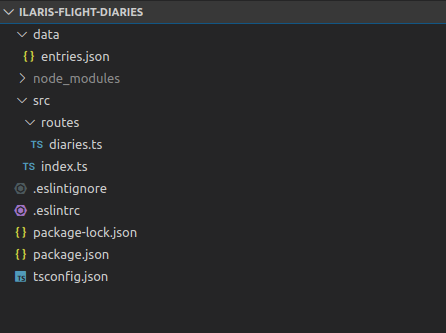 ILARIS-FLIGHT-DIARIES
data
{} entries.json
node_modules
src
routes
TS diaries.ts
TS index.ts
.eslintignore
.eslintrc
{} package-lock.json
{} package.json
TS tsconfig.json